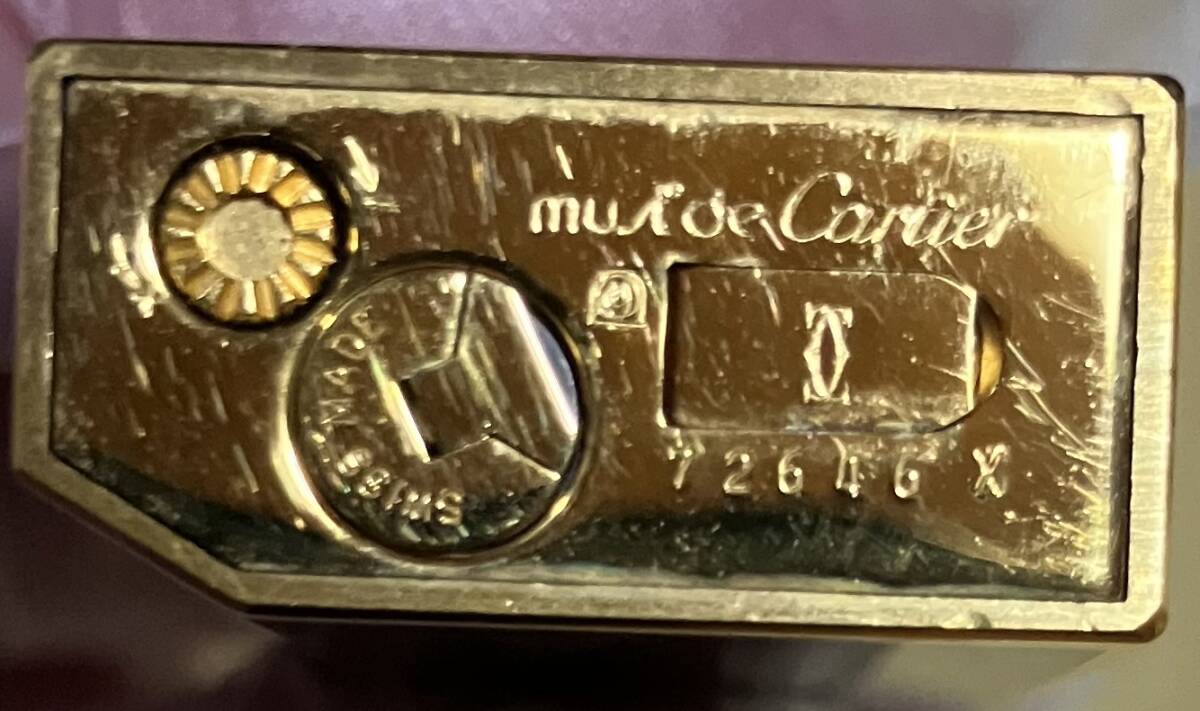 must de Cartier
SWISS MADE
72646 X